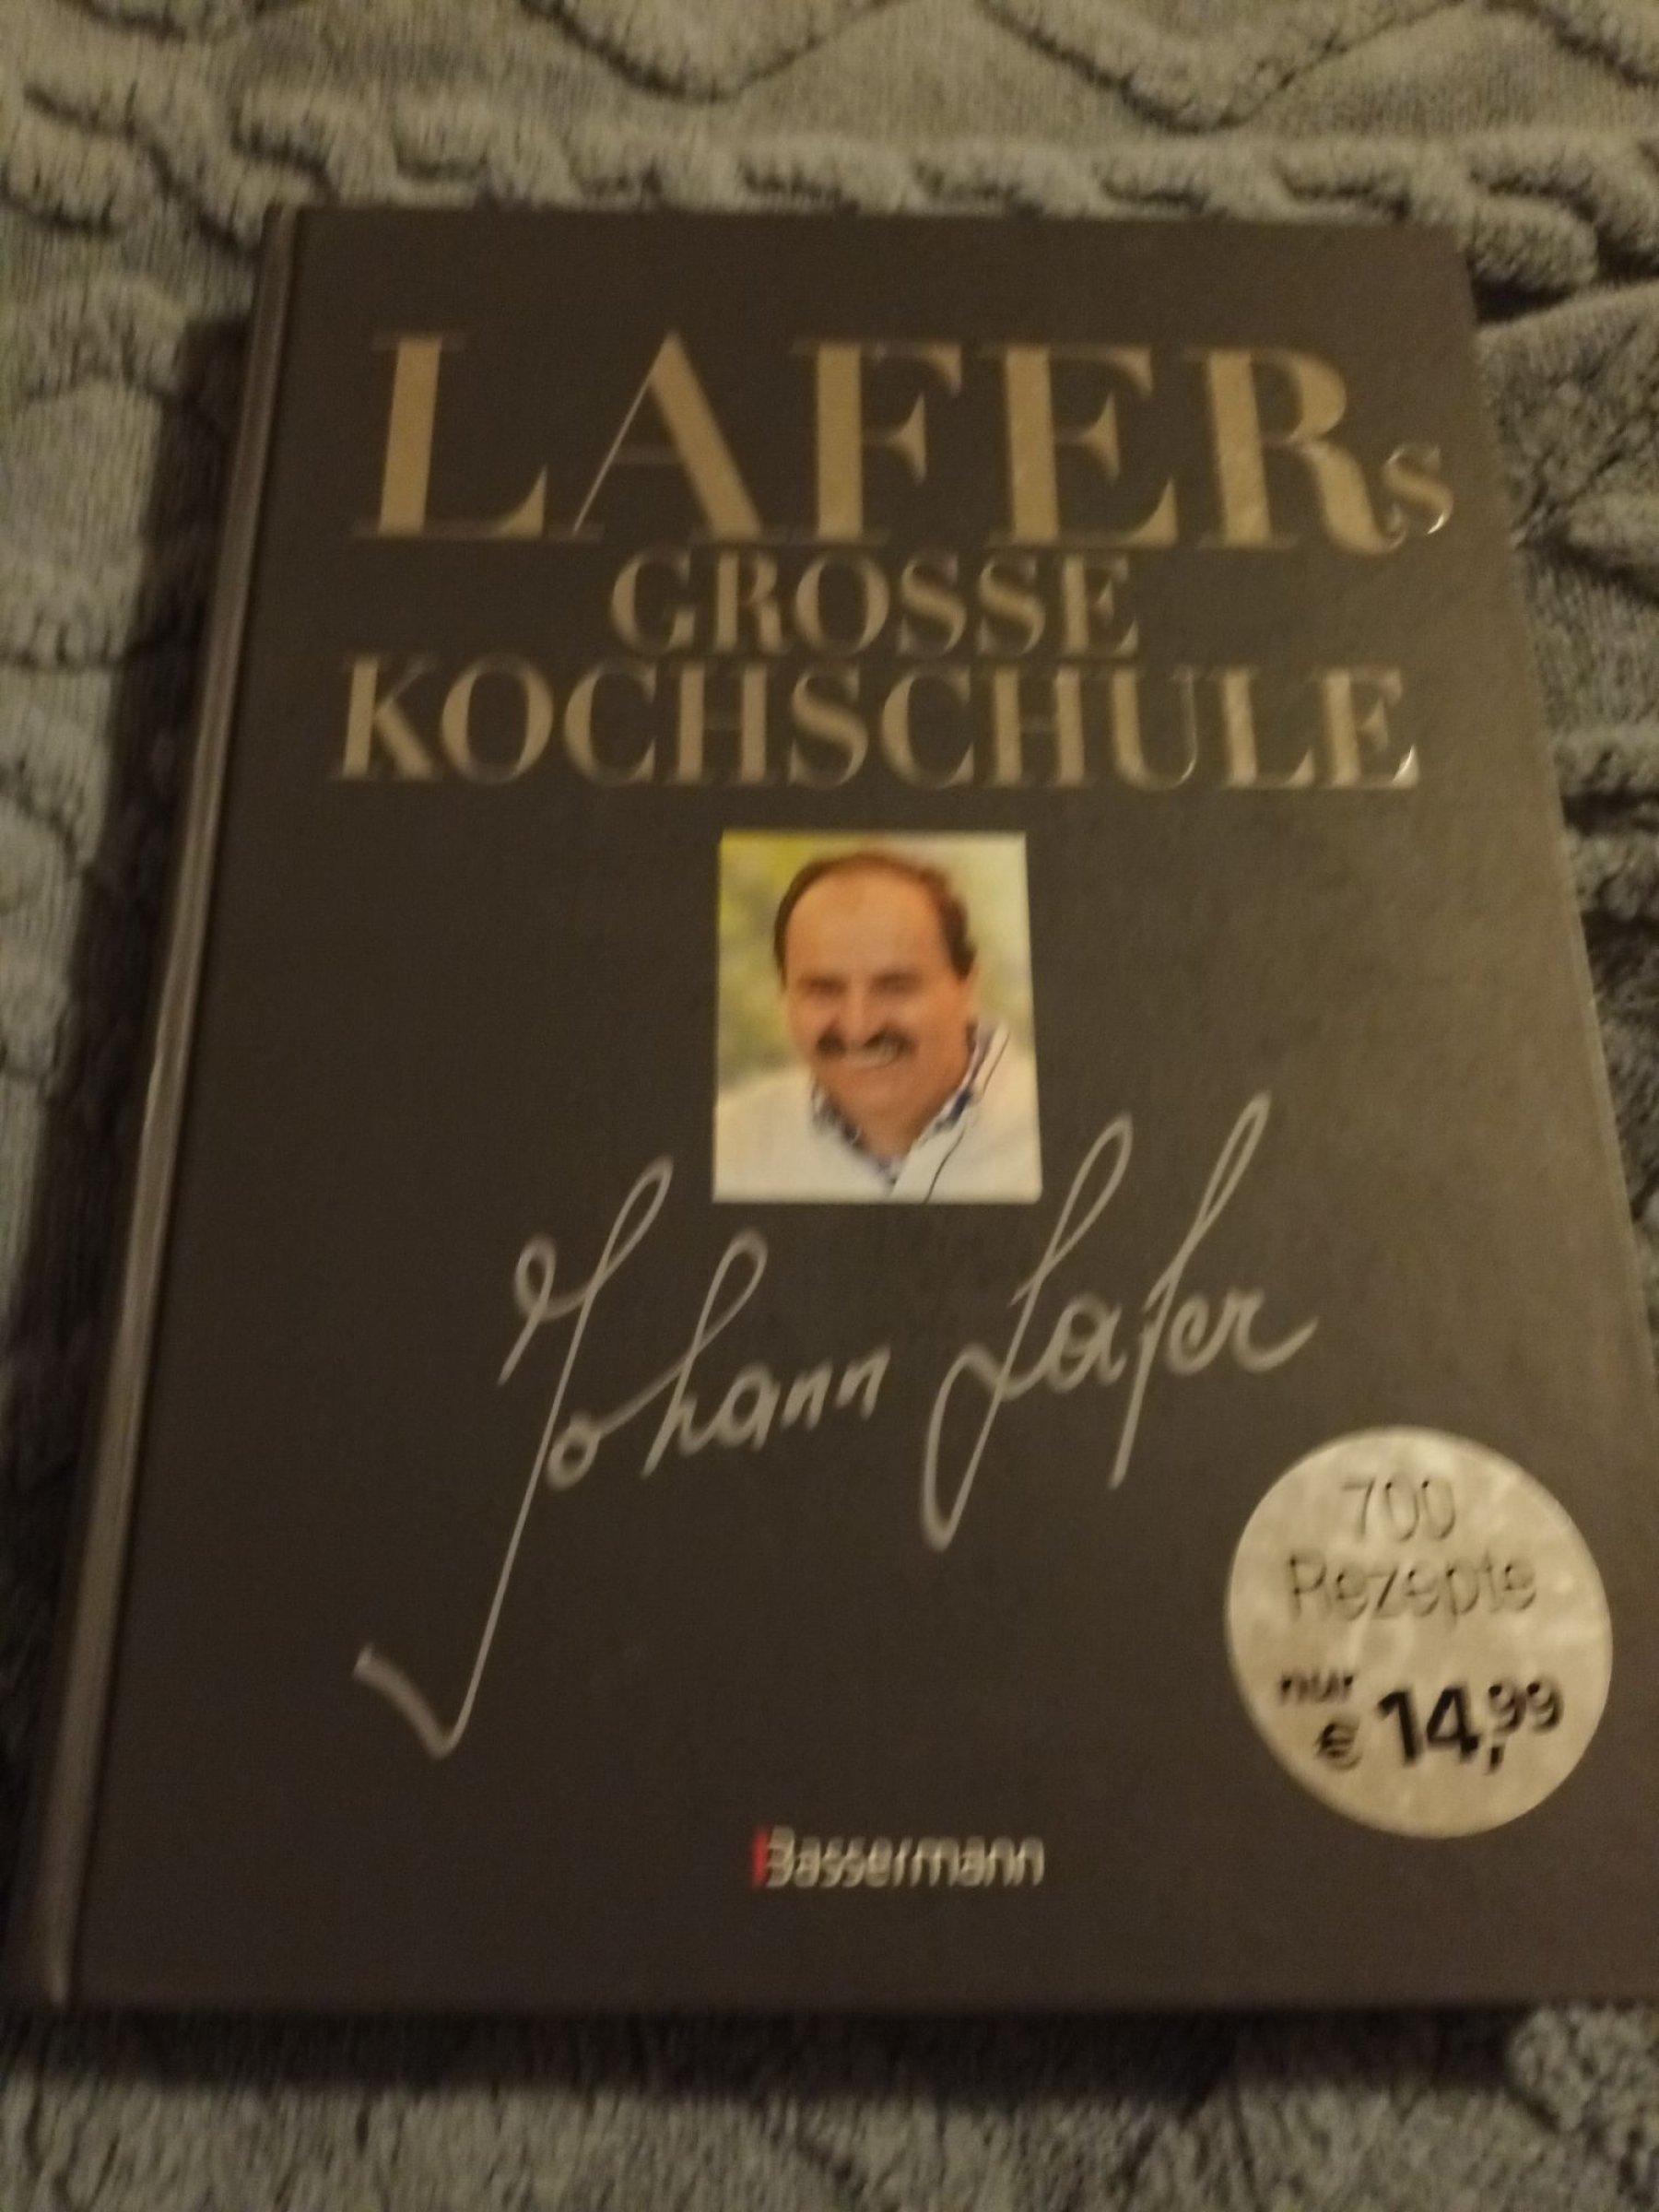 LAFERs
GROSSE
KOCHSCHULE
Johann Lafer
700
Rezepte
nur
€ 14,99
Bassermann